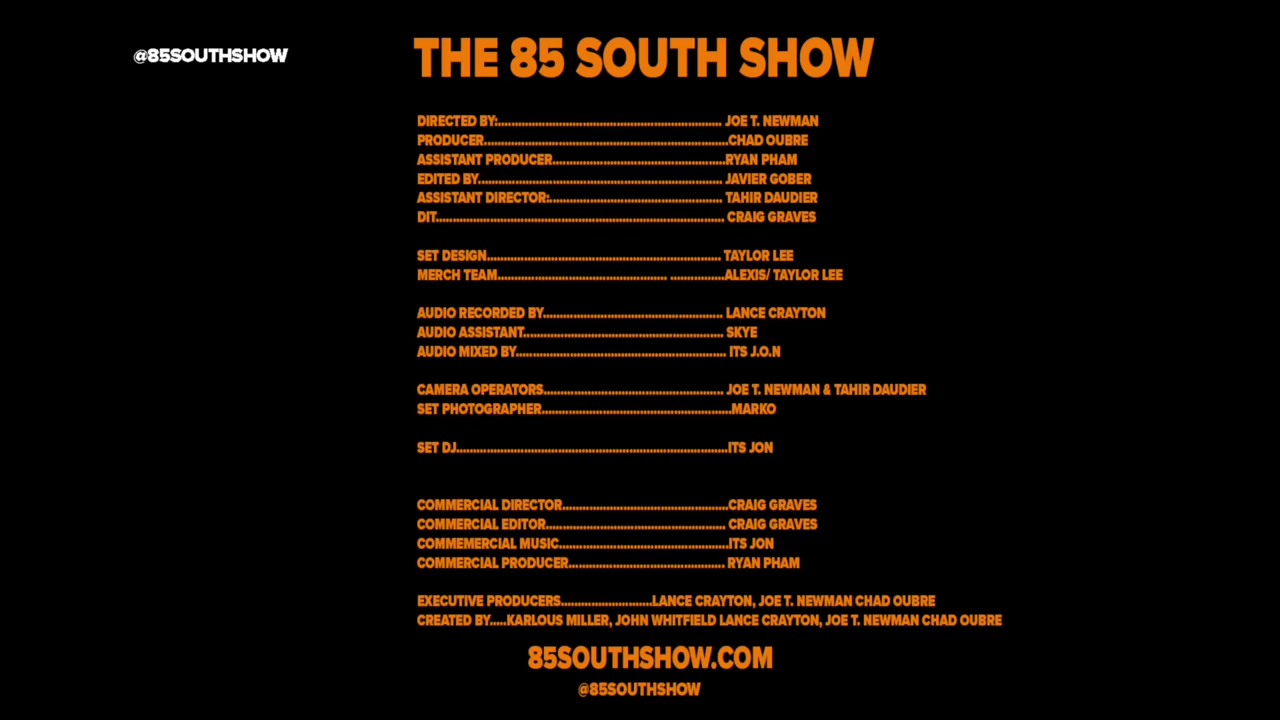 @85SOUTHSHOW
THE 85 SOUTH SHOW
DIRECTED BY:.................................................................. JOE T. NEWMAN
PRODUCER........................................................................CHAD OUBRE
ASSISTANT PRODUCER...................................................RYAN PHAM
EDITED BY........................................................................ JAVIER GOBER
ASSISTANT DIRECTOR:................................................... TAHIR DAUDIER
DIT..................................................................................... CRAIG GRAVES
SET DESIGN..................................................................... TAYLOR LEE
MERCH TEAM.................................................. ................ALEXIS/ TAYLOR LEE
AUDIO RECORDED BY..................................................... LANCE CRAYTON
AUDIO ASSISTANT........................................................... SKYE
AUDIO MIXED BY.............................................................. ITS J.O.N
CAMERA OPERATORS..................................................... JOE T. NEWMAN & TAHIR DAUDIER
SET PHOTOGRAPHER........................................................MARKO
SET DJ................................................................................ITS JON
COMMERCIAL DIRECTOR.................................................CRAIG GRAVES
COMMERCIAL EDITOR..................................................... CRAIG GRAVES
COMMEMERCIAL MUSIC..................................................ITS JON
COMMERCIAL PRODUCER.............................................. RYAN PHAM
EXECUTIVE PRODUCERS...........................LANCE CRAYTON, JOE T. NEWMAN CHAD OUBRE
CREATED BY.....KARLOUS MILLER, JOHN WHITFIELD LANCE CRAYTON, JOE T. NEWMAN CHAD OUBRE
85SOUTHSHOW.COM
@85SOUTHSHOW